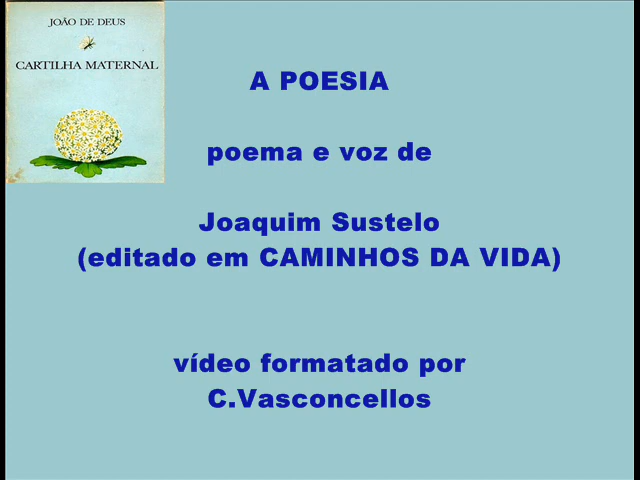 JOÃO DE DEUS
CARTILHA MATERNAL
A POESIA
poema e voz de
Joaquim Sustelo
(editado em CAMINHOS DA VIDA)
vídeo formatado por
C.Vasconcellos